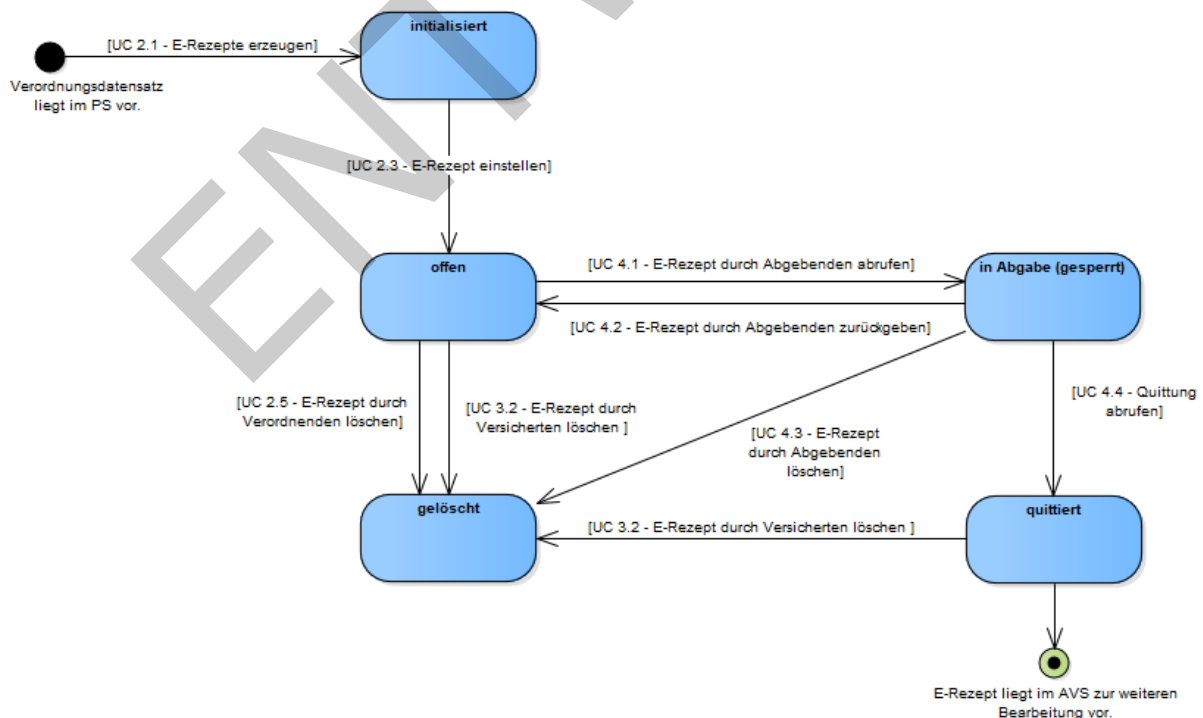 initialisiert
[UC 2.1 - E-Rezepte erzeugen]
Verordnungsdatensatz
liegt im PS vor.
[UC 2.3 - E-Rezept einstellen]
offen
[UC 4.1 - E-Rezept durch Abgebenden abrufen]
in Abgabe (gesperrt)
[UC 4.2 - E-Rezept durch Abgebenden zurückgeben]
[UC 2.5 - E-Rezept durch
Verordnenden löschen]
[UC 3.2 - E-Rezept durch
Versicherten löschen ]
[UC 4.3 - E-Rezept
durch Abgebenden
löschen]
[UC 4.4 - Quittung
abrufen]
gelöscht
[UC 3.2 - E-Rezept durch Versicherten löschen ]
quittiert
E-Rezept liegt im AVS zur weiteren
Bearbeitung vor.